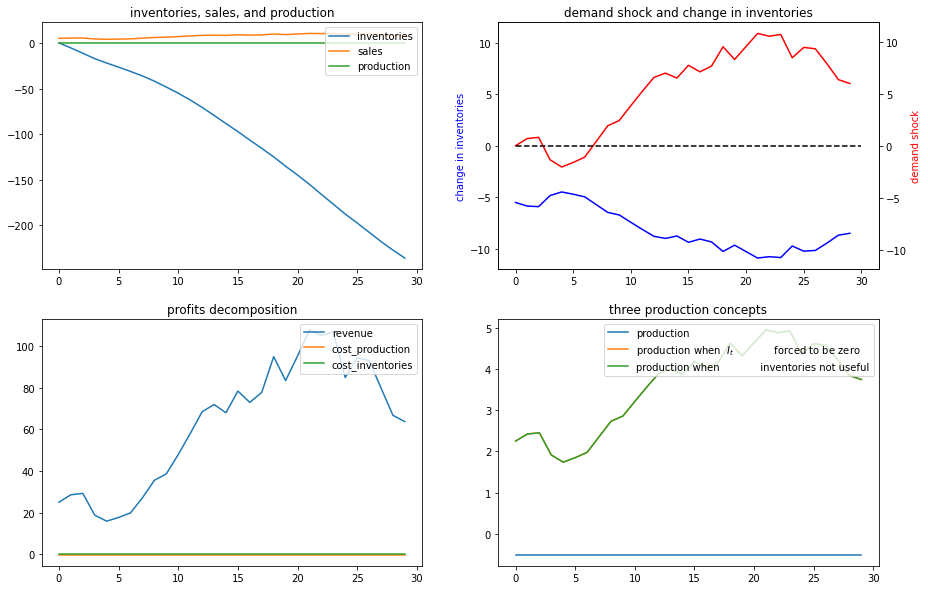 inventories, sales, and production
0
−50
−100
−150
−200
0 5 10 15 20 25 30
inventories
sales
production
demand shock and change in inventories
change in inventories
10
5
0
−5
−10
10
5
0
−5
−10
demand shock
0 5 10 15 20 25 30
profits decomposition
100
80
60
40
20
0
0 5 10 15 20 25 30
revenue
cost_production
cost_inventories
three production concepts
5
4
3
2
1
0
0 5 10 15 20 25 30
production
production when I_t forced to be zero
production when inventories not useful